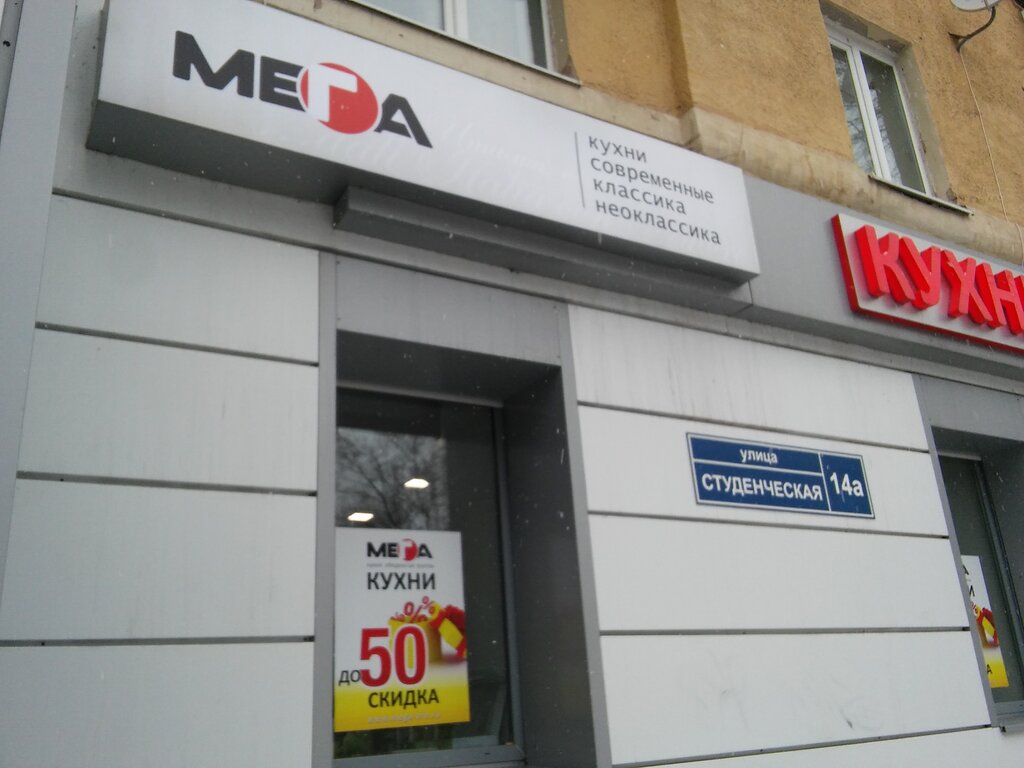 МЕГА
кухни
современные
классика
неоклассика
КУХН
улица
СТУДЕНЧЕСКАЯ
14а
МЕГА
КУХНИ
%
до 50
СКИДКА